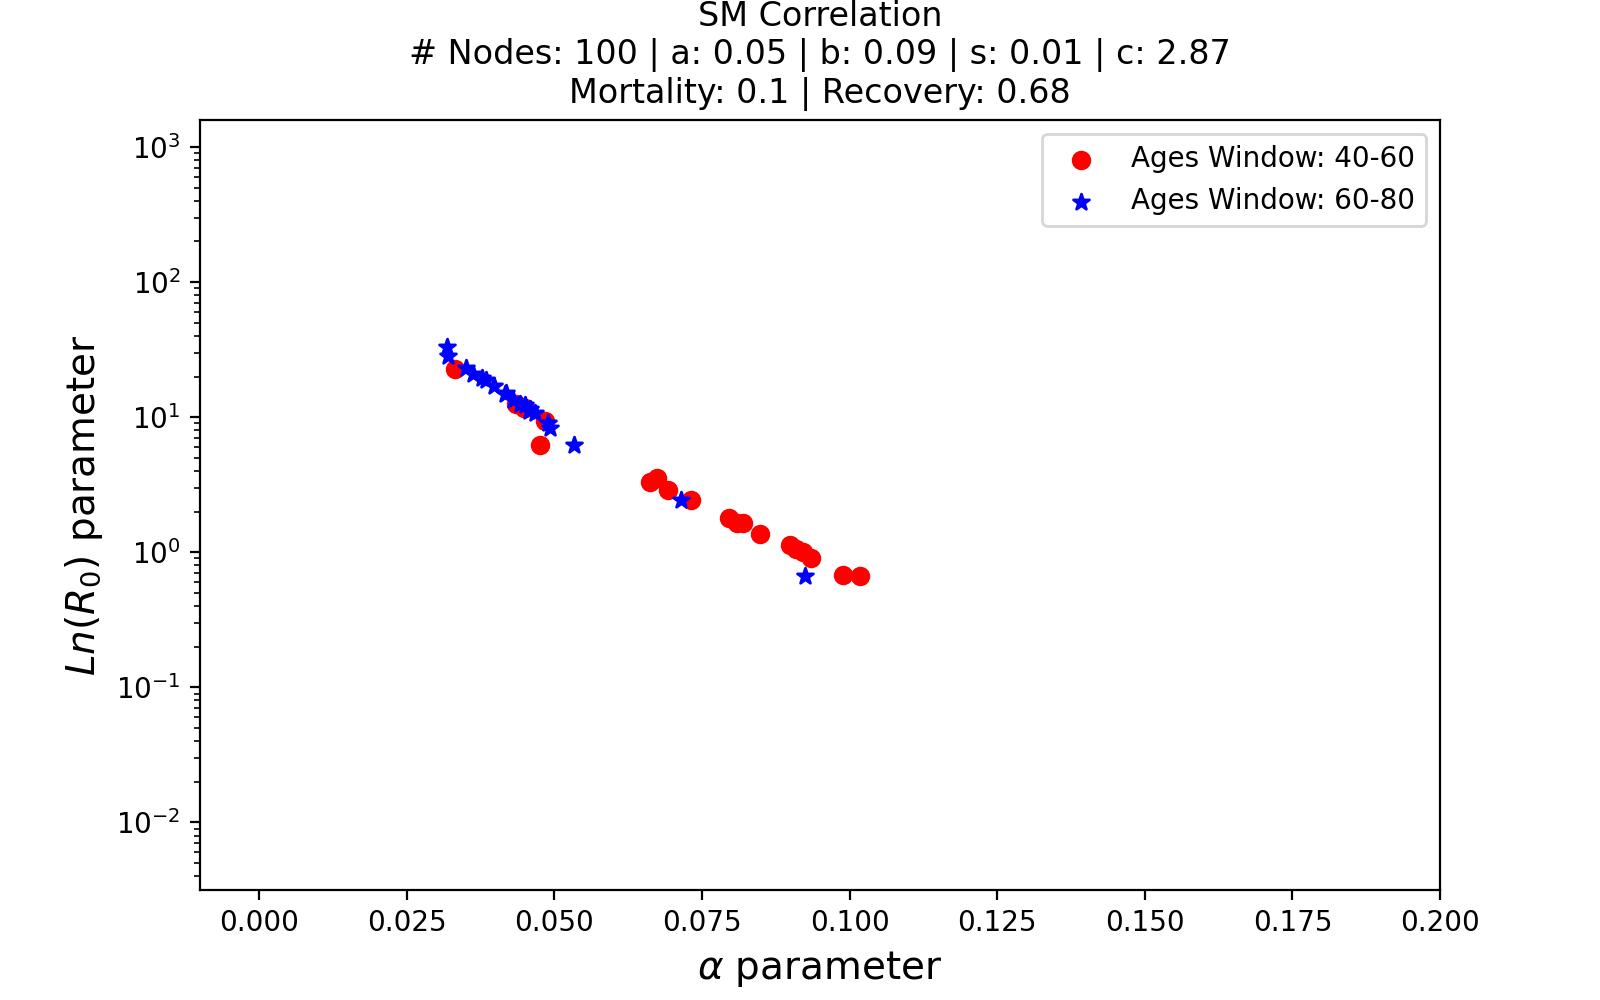 SM Correlation
# Nodes: 100 | a: 0.05 | b: 0.09 | s: 0.01 | c: 2.87
Mortality: 0.1 | Recovery: 0.68
Ages Window: 40-60
Ages Window: 60-80
10³
10²
10¹
10⁰
10⁻¹
10⁻²
Ln(R₀) parameter
0.000 0.025 0.050 0.075 0.100 0.125 0.150 0.175 0.200
α parameter